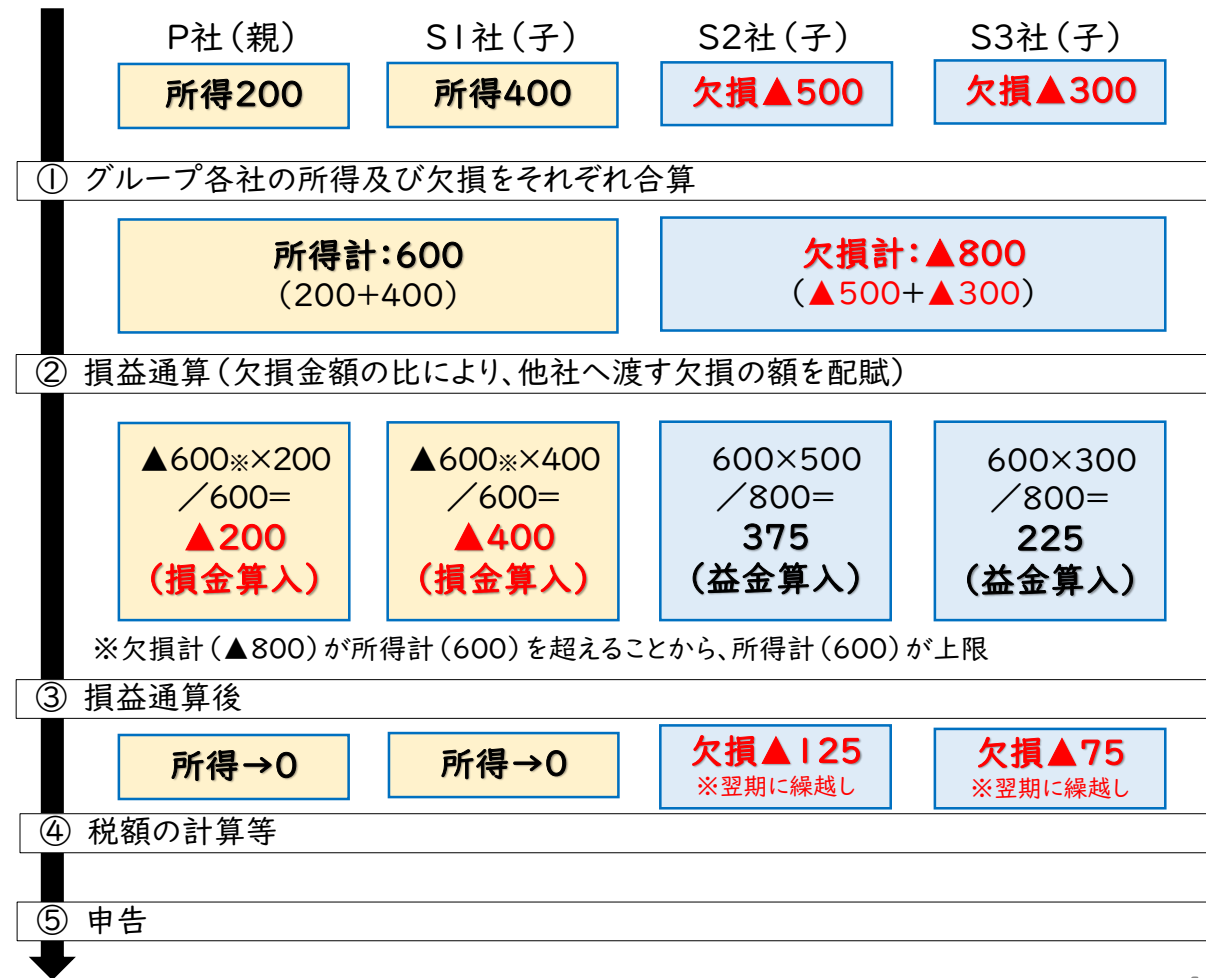 P社(親)
S1社(子)
S2社(子)
S3社(子)
所得200
所得400
欠損▲500
欠損▲300
① グループ各社の所得及び欠損をそれぞれ合算
所得計:600
(200+400)
欠損計:▲800
(▲500+▲300)
② 損益通算(欠損金額の比により、他社へ渡す欠損の額を配賦)
▲600※×200
/600=
▲200
(損金算入)
▲600※×400
/600=
▲400
(損金算入)
600×500
/800=
375
(益金算入)
600×300
/800=
225
(益金算入)
※欠損計(▲800)が所得計(600)を超えることから、所得計(600)が上限
③ 損益通算後
所得→0
所得→0
欠損▲125
※翌期に繰越し
欠損▲75
※翌期に繰越し
④ 税額の計算等
⑤ 申告